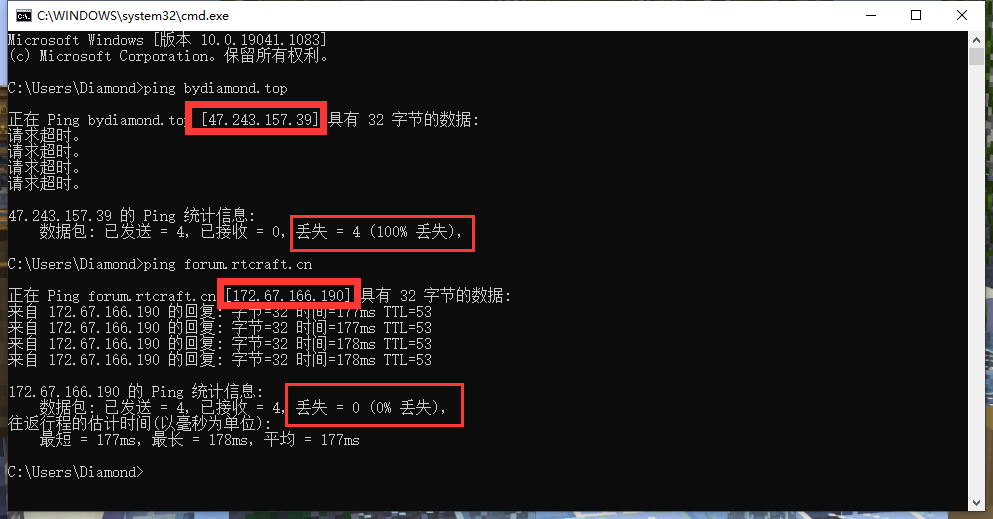 C:\WINDOWS\system32\cmd.exe
Microsoft Windows [版本 10.0.19041.1083]
(c) Microsoft Corporation。保留所有权利。
C:\Users\Diamond>ping bydiamond.top
正在 Ping bydiamond.top [47.243.157.39] 具有 32 字节的数据:
请求超时。
请求超时。
请求超时。
请求超时。
47.243.157.39 的 Ping 统计信息:
数据包: 已发送 = 4, 已接收 = 0, 丢失 = 4 (100% 丢失),
C:\Users\Diamond>ping forum.rtcraft.cn
正在 Ping forum.rtcraft.cn [172.67.166.190] 具有 32 字节的数据:
来自 172.67.166.190 的回复: 字节=32 时间=177ms TTL=53
来自 172.67.166.190 的回复: 字节=32 时间=177ms TTL=53
来自 172.67.166.190 的回复: 字节=32 时间=178ms TTL=53
来自 172.67.166.190 的回复: 字节=32 时间=178ms TTL=53
172.67.166.190 的 Ping 统计信息:
数据包: 已发送 = 4, 已接收 = 4, 丢失 = 0 (0% 丢失),
往返行程的估计时间(以毫秒为单位):
最短 = 177ms, 最长 = 178ms, 平均 = 177ms
C:\Users\Diamond>